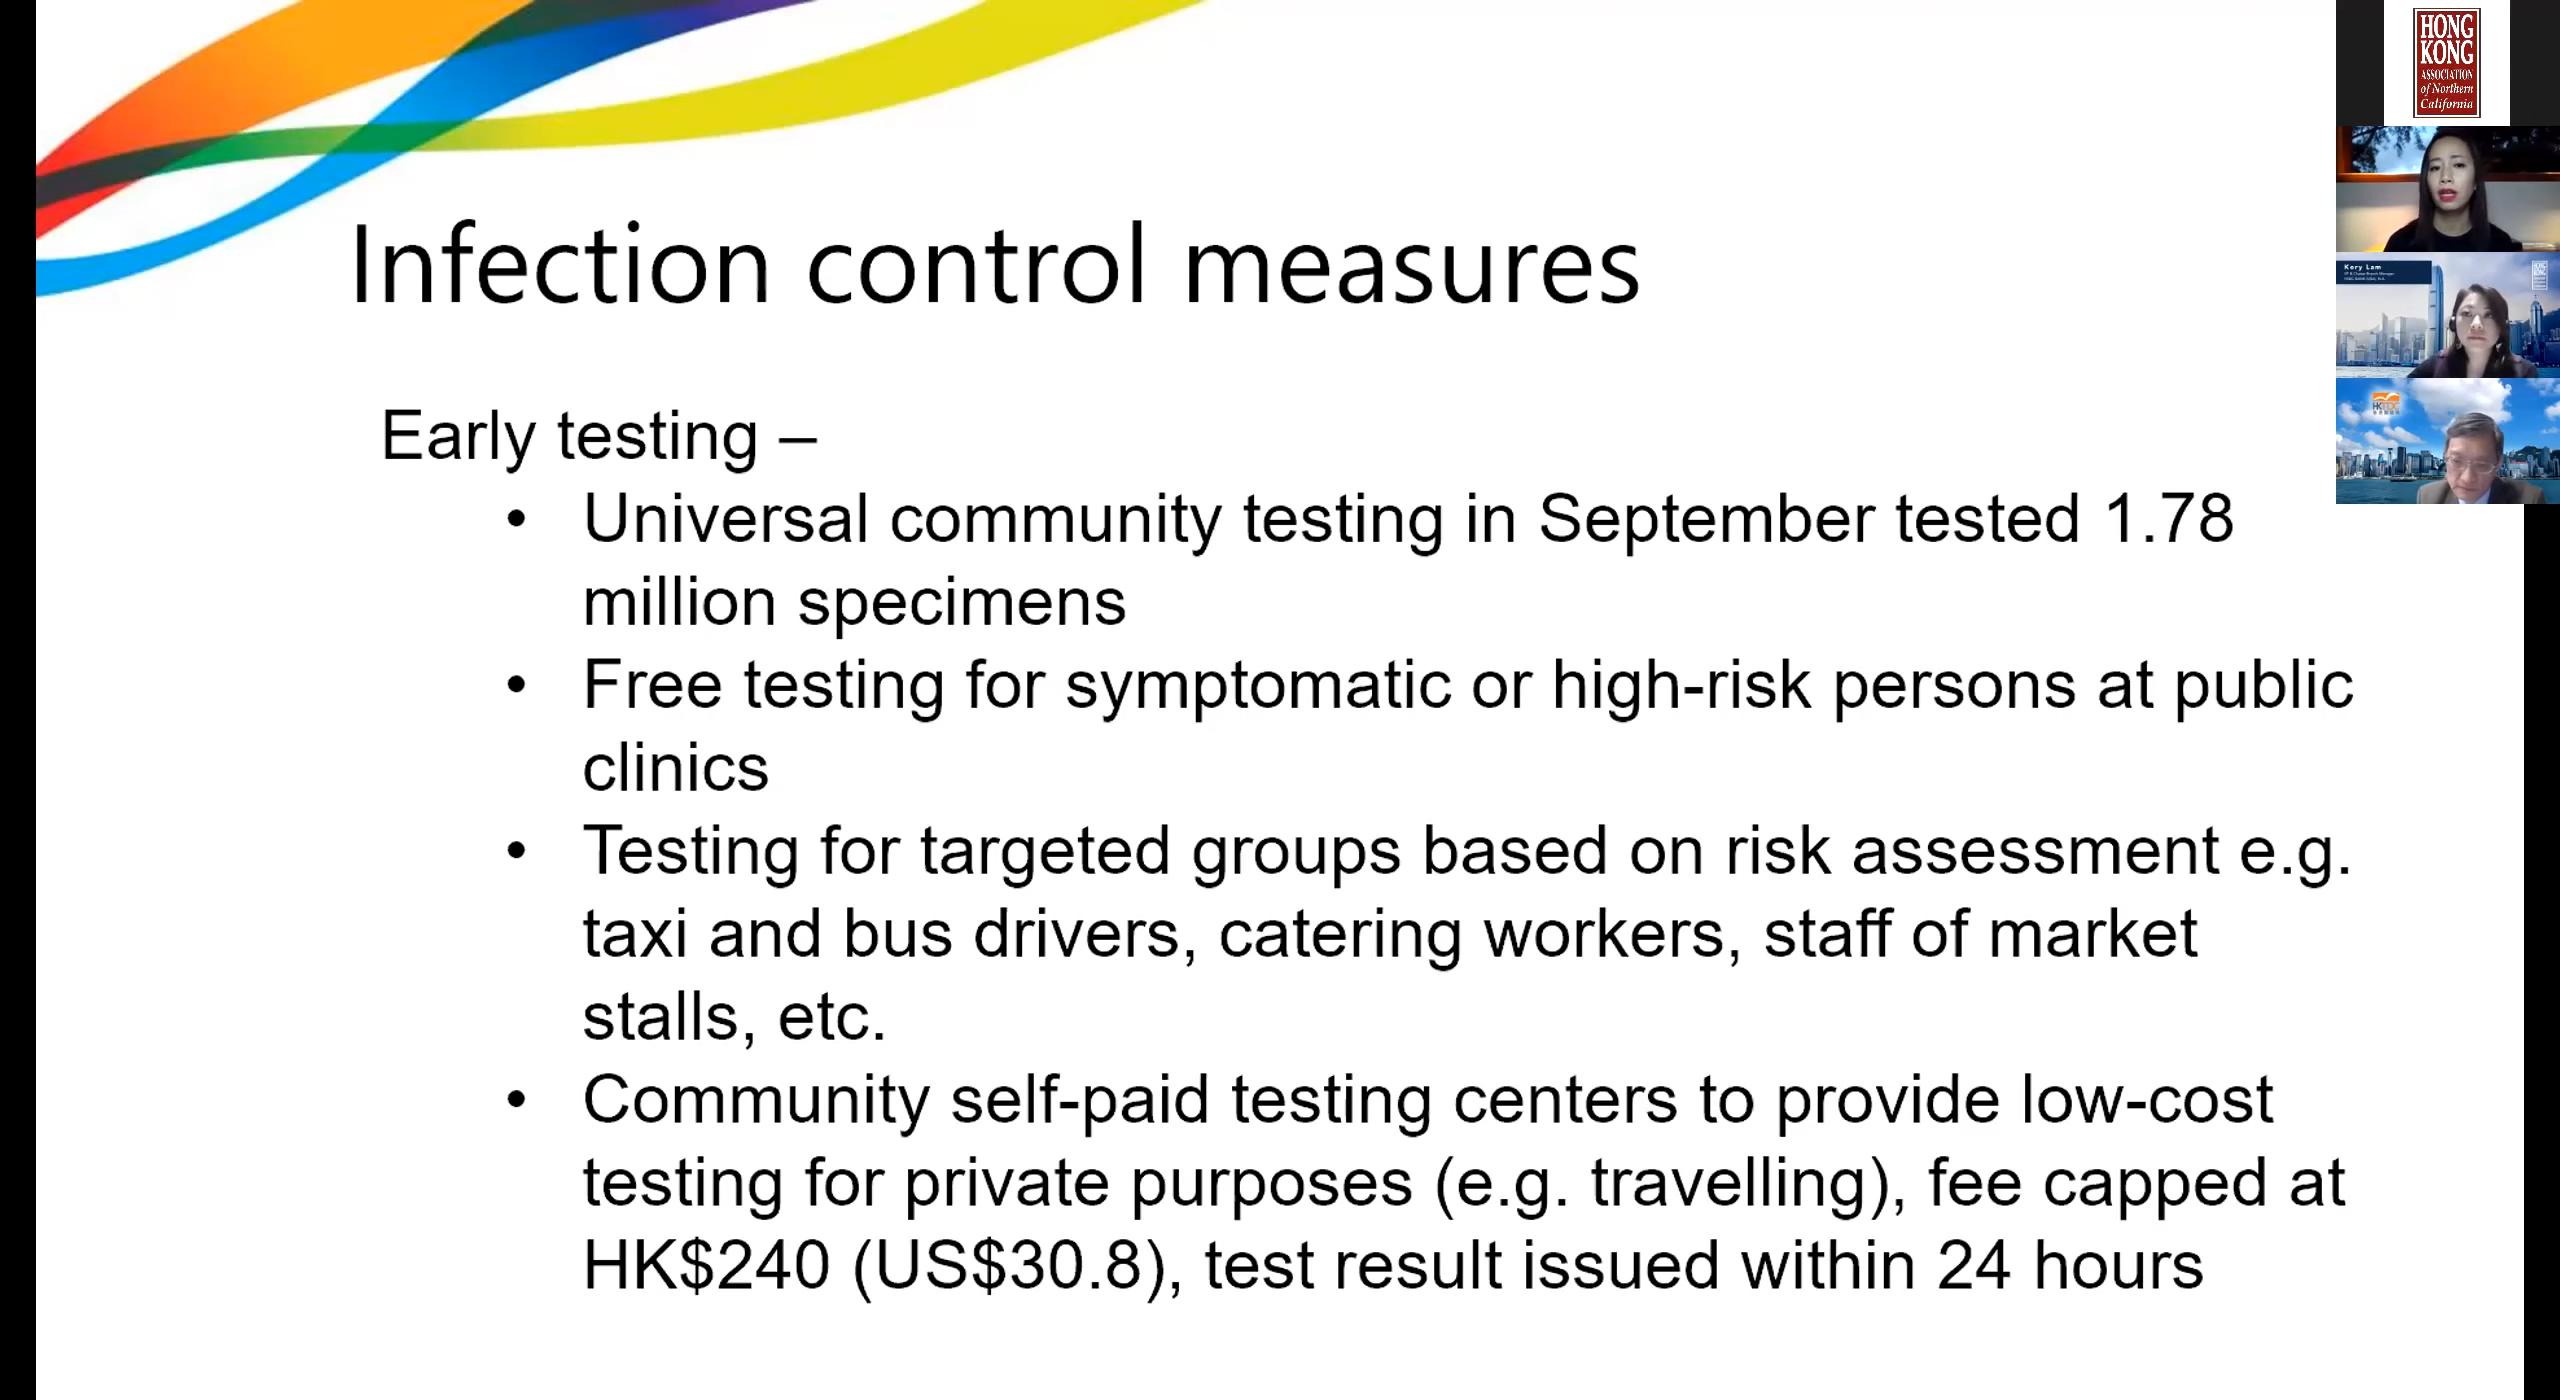 Infection control measures
Early testing –
• Universal community testing in September tested 1.78
million specimens
• Free testing for symptomatic or high-risk persons at public
clinics
• Testing for targeted groups based on risk assessment e.g.
taxi and bus drivers, catering workers, staff of market
stalls, etc.
• Community self-paid testing centers to provide low-cost
testing for private purposes (e.g. travelling), fee capped at
HK$240 (US$30.8), test result issued within 24 hours
HONG
KONG
ASSOCIATION
of Northern
California
Kery Lam